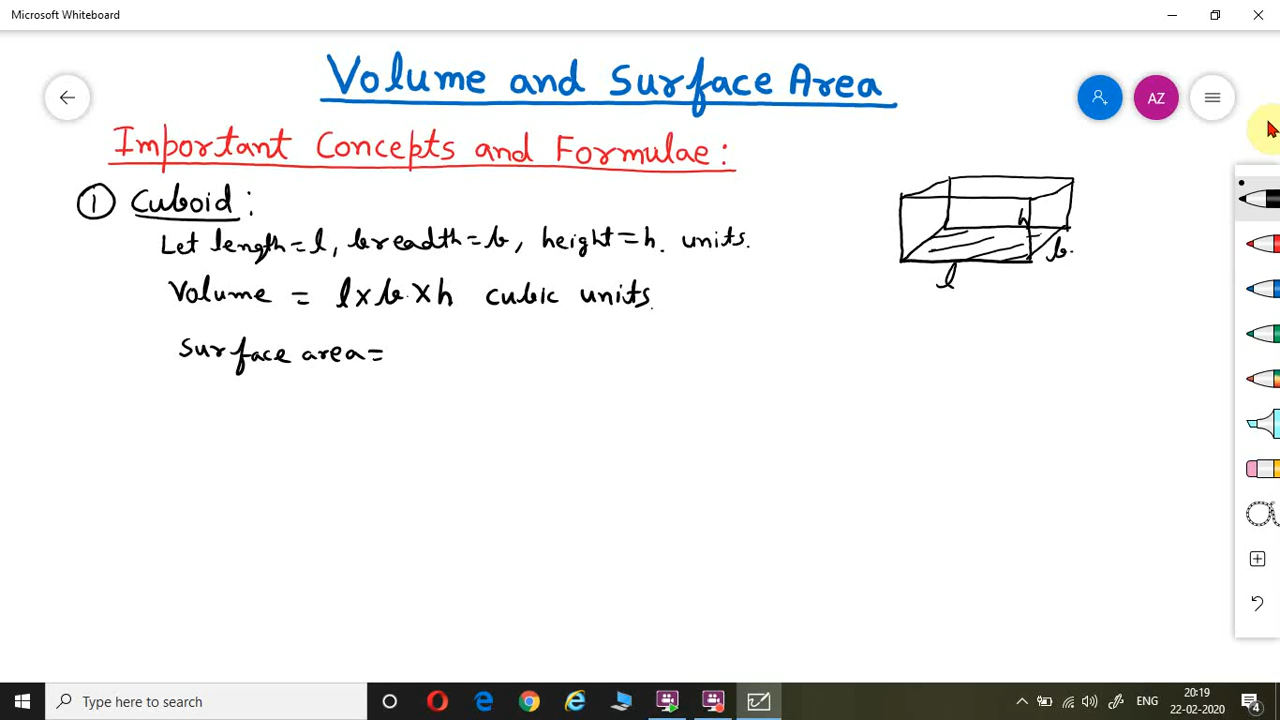 Microsoft Whiteboard
Volume and Surface Area
AZ
Important Concepts and Formulae:
① Cuboid:
Let length=l, breadth=b, height=h. units.
h
b.
l
Volume = l×b×h cubic units.
Surface area=
Type here to search
ENG
20:19
22-02-2020
4